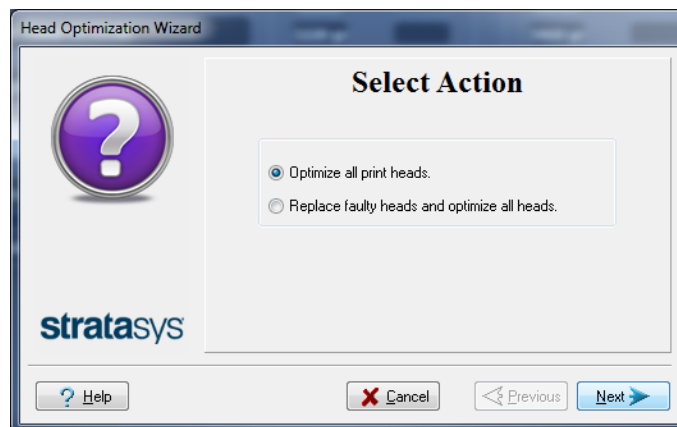 Head Optimization Wizard
Select Action
Optimize all print heads.
Replace faulty heads and optimize all heads.
stratasys
? Help
Cancel
Previous
Next